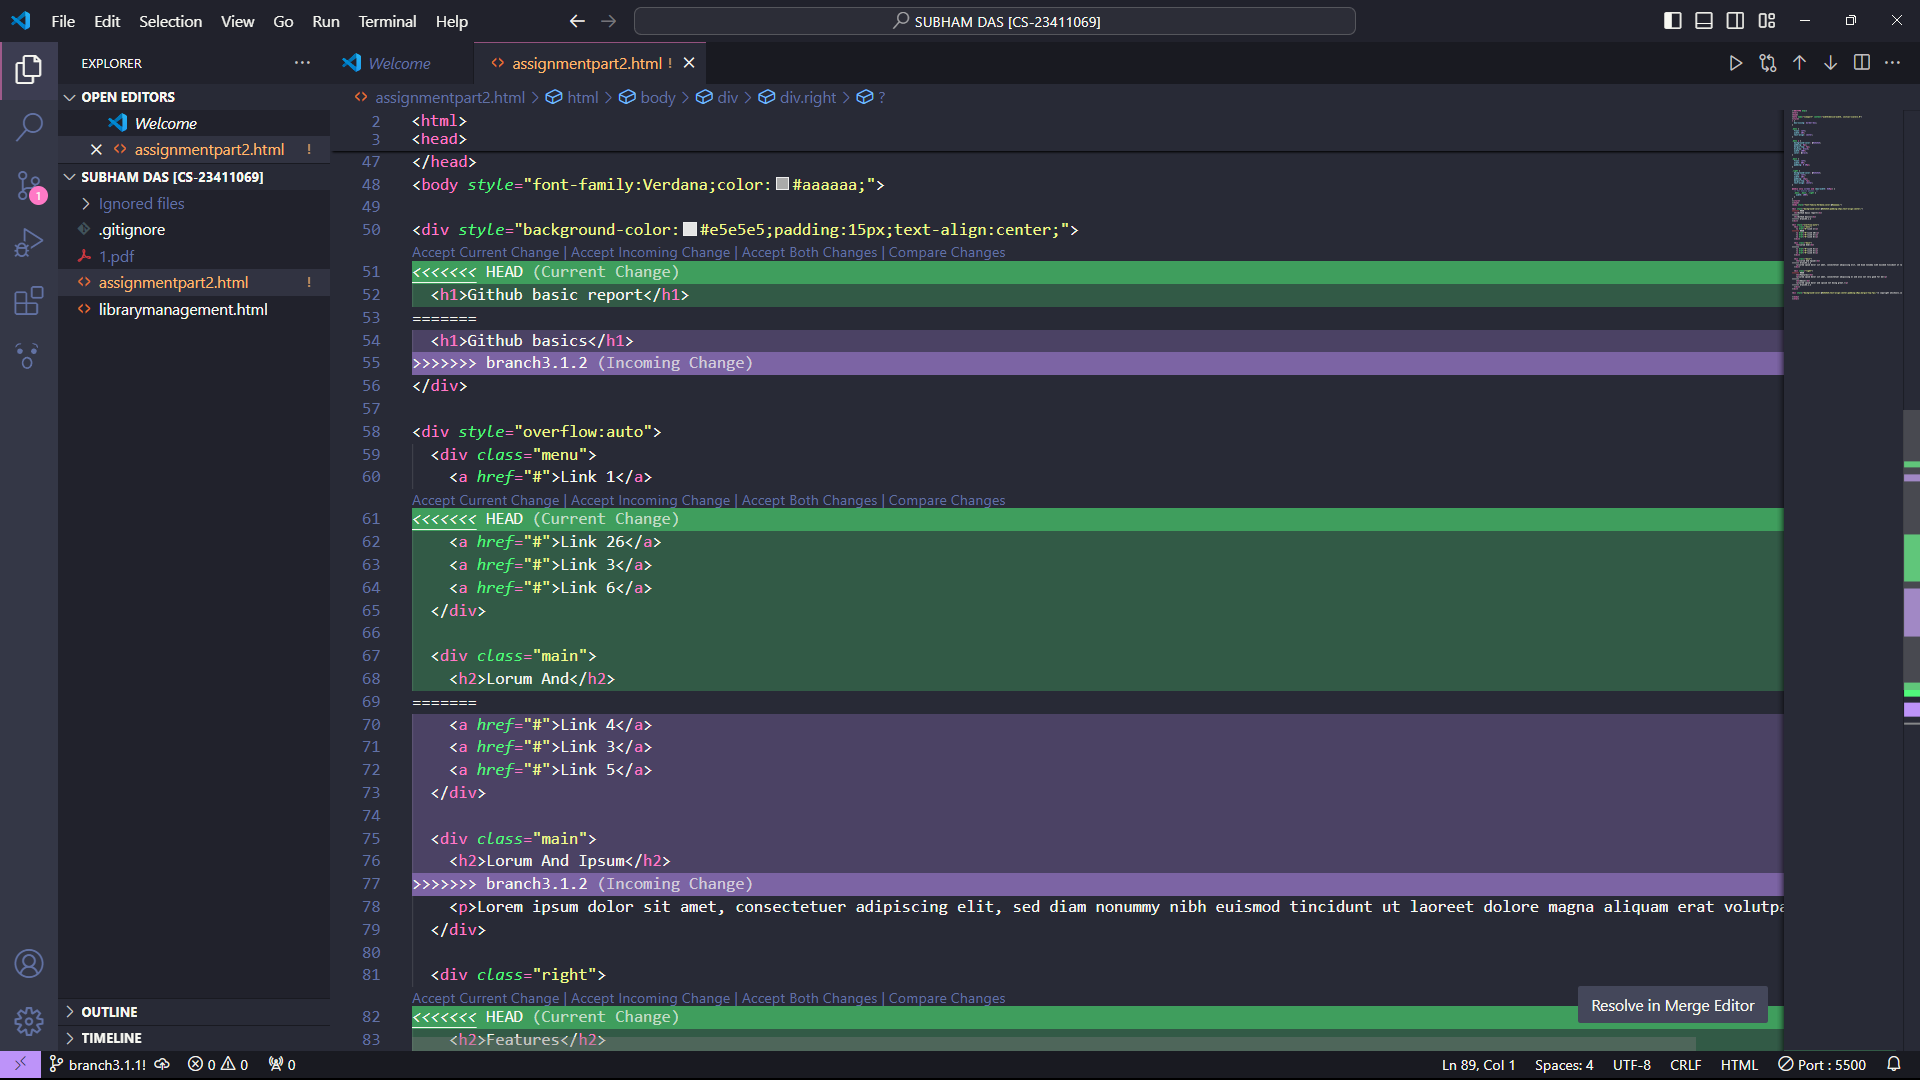 File Edit Selection View Go Run Terminal Help
SUBHAM DAS [CS-23411069]
EXPLORER
OPEN EDITORS
Welcome
assignmentpart2.html !
SUBHAM DAS [CS-23411069]
Ignored files
.gitignore
1.pdf
assignmentpart2.html !
librarymanagement.html
OUTLINE
TIMELINE
1
Welcome
assignmentpart2.html !
assignmentpart2.html > html > body > div > div.right > ?
2 <html>
3 <head>
47 </head>
48 <body style="font-family:Verdana;color:#aaaaaa;">
49
50 <div style="background-color:#e5e5e5;padding:15px;text-align:center;">
Accept Current Change | Accept Incoming Change | Accept Both Changes | Compare Changes
51 <<<<<<< HEAD (Current Change)
52 <h1>Github basic report</h1>
53 =======
54 <h1>Github basics</h1>
55 >>>>>>> branch3.1.2 (Incoming Change)
56 </div>
57
58 <div style="overflow:auto">
59 <div class="menu">
60 <a href="#">Link 1</a>
Accept Current Change | Accept Incoming Change | Accept Both Changes | Compare Changes
61 <<<<<<< HEAD (Current Change)
62 <a href="#">Link 26</a>
63 <a href="#">Link 3</a>
64 <a href="#">Link 6</a>
65 </div>
66
67 <div class="main">
68 <h2>Lorum And</h2>
69 =======
70 <a href="#">Link 4</a>
71 <a href="#">Link 3</a>
72 <a href="#">Link 5</a>
73 </div>
74
75 <div class="main">
76 <h2>Lorum And Ipsum</h2>
77 >>>>>>> branch3.1.2 (Incoming Change)
78 <p>Lorem ipsum dolor sit amet, consectetuer adipiscing elit, sed diam nonummy nibh euismod tincidunt ut laoreet dolore magna aliquam erat volutpa
79 </div>
80
81 <div class="right">
Accept Current Change | Accept Incoming Change | Accept Both Changes | Compare Changes
82 <<<<<<< HEAD (Current Change)
83 <h2>Features</h2>
Resolve in Merge Editor
branch3.1.1! 0 0 0 Ln 89, Col 1 Spaces: 4 UTF-8 CRLF HTML Port : 5500